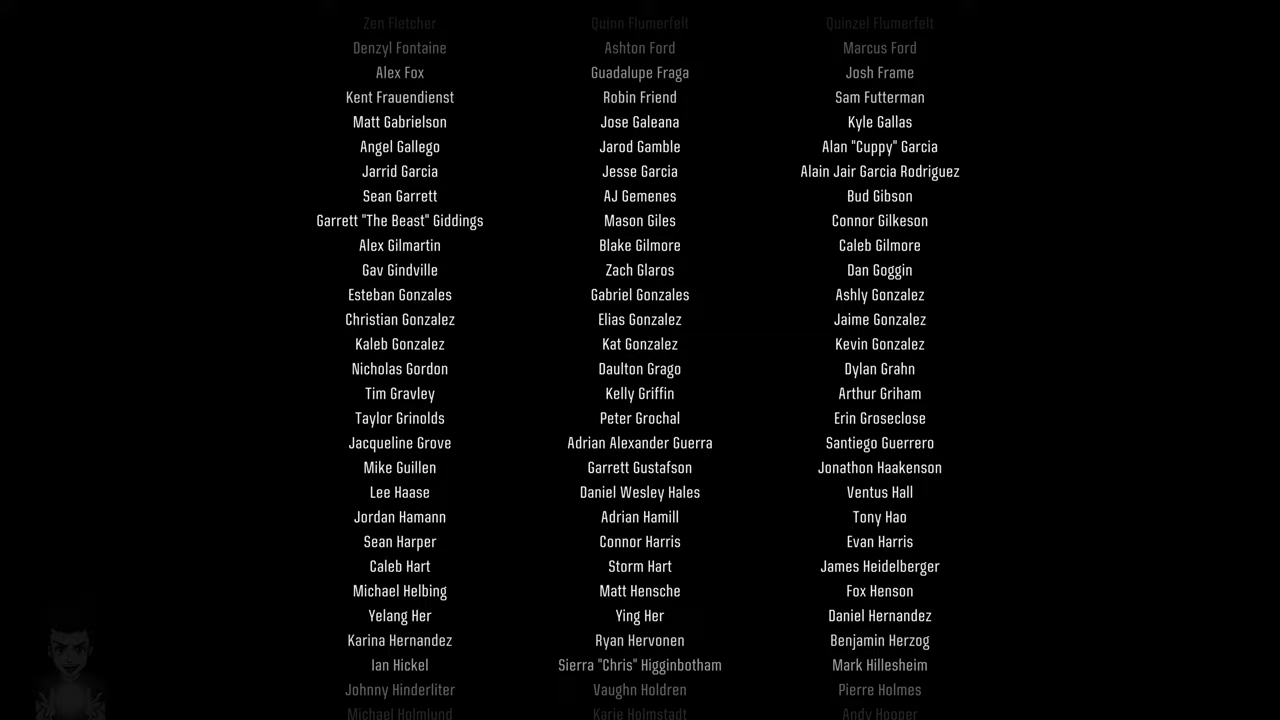 Zen Fletcher Quinn Flumerfelt Quinzel Flumerfelt
Denzyl Fontaine Ashton Ford Marcus Ford
Alex Fox Guadalupe Fraga Josh Frame
Kent Frauendienst Robin Friend Sam Futterman
Matt Gabrielson Jose Galeana Kyle Gallas
Angel Gallego Jarod Gamble Alan "Cuppy" Garcia
Jarrid Garcia Jesse Garcia Alain Jair Garcia Rodriguez
Sean Garrett AJ Gemenes Bud Gibson
Garrett "The Beast" Giddings Mason Giles Connor Gilkeson
Alex Gilmartin Blake Gilmore Caleb Gilmore
Gav Gindville Zach Glaros Dan Goggin
Esteban Gonzales Gabriel Gonzales Ashly Gonzalez
Christian Gonzalez Elias Gonzalez Jaime Gonzalez
Kaleb Gonzalez Kat Gonzalez Kevin Gonzalez
Nicholas Gordon Daulton Grago Dylan Grahn
Tim Gravley Kelly Griffin Arthur Griham
Taylor Grinolds Peter Grochal Erin Groseclose
Jacqueline Grove Adrian Alexander Guerra Santiago Guerrero
Mike Guillen Garrett Gustafson Jonathon Haakenson
Lee Haase Daniel Wesley Hales Ventus Hall
Jordan Hamann Adrian Hamill Tony Hao
Sean Harper Connor Harris Evan Harris
Caleb Hart Storm Hart James Heidelberger
Michael Helbing Matt Hensche Fox Henson
Yelang Her Ying Her Daniel Hernandez
Karina Hernandez Ryan Hervonen Benjamin Herzog
Ian Hickel Sierra "Chris" Higginbotham Mark Hillesheim
Johnny Hinderliter Vaughn Holdren Pierre Holmes
Michael Holmlund Karie Holmstadt Andy Hooper